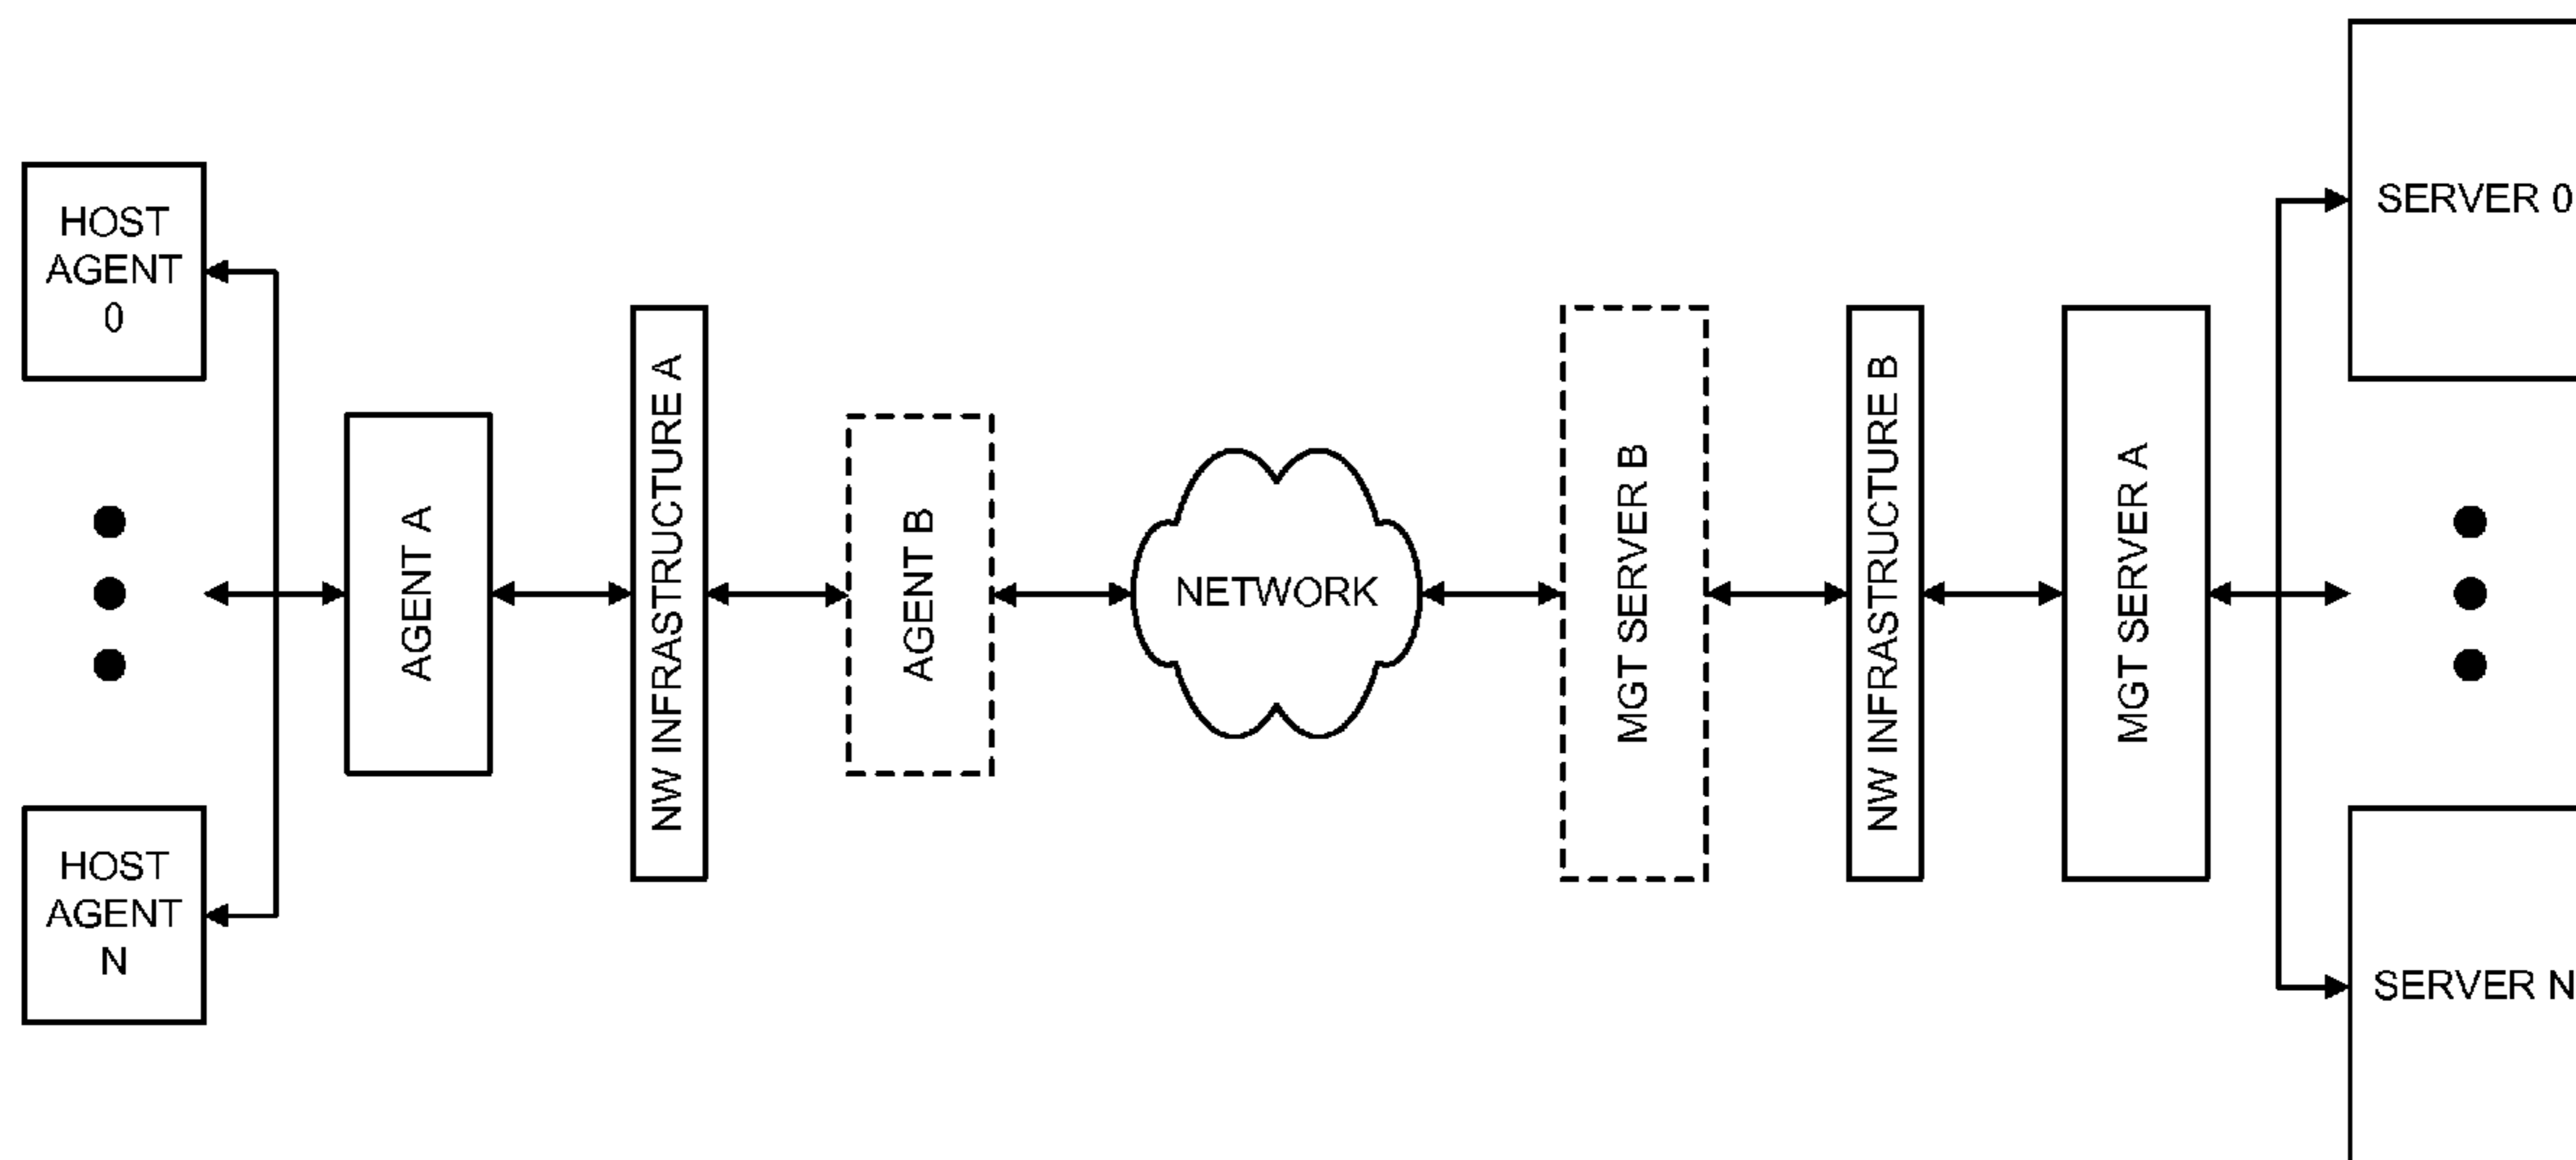 HOST
AGENT
0
HOST
AGENT
N
AGENT A
NW INFRASTRUCTURE A
AGENT B
NETWORK
MGT SERVER B
NW INFRASTRUCTURE B
MGT SERVER A
SERVER 0
SERVER N